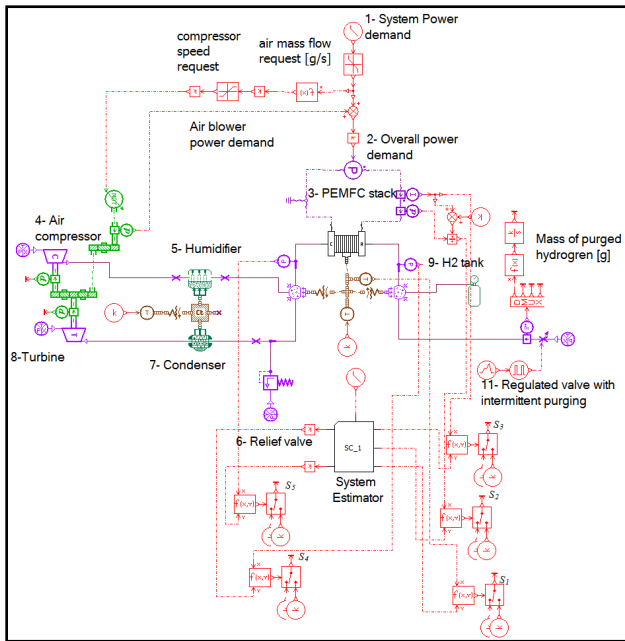 1- System Power
demand
compressor
speed
request
air mass flow
request [g/s]
Air blower
power demand
2- Overall power
demand
3- PEMFC stack
4- Air
compressor
5- Humidifier
9- H2 tank
Mass of purged
hydrogren [g]
8-Turbine
7- Condenser
11- Regulated valve with
intermittent purging
6- Relief valve
SC_1
System
Estimator
S3
S5
S2
S4
S1
f(X,Y)
f(X,Y)
f(X,Y)
f(X,Y)
f(X,Y)